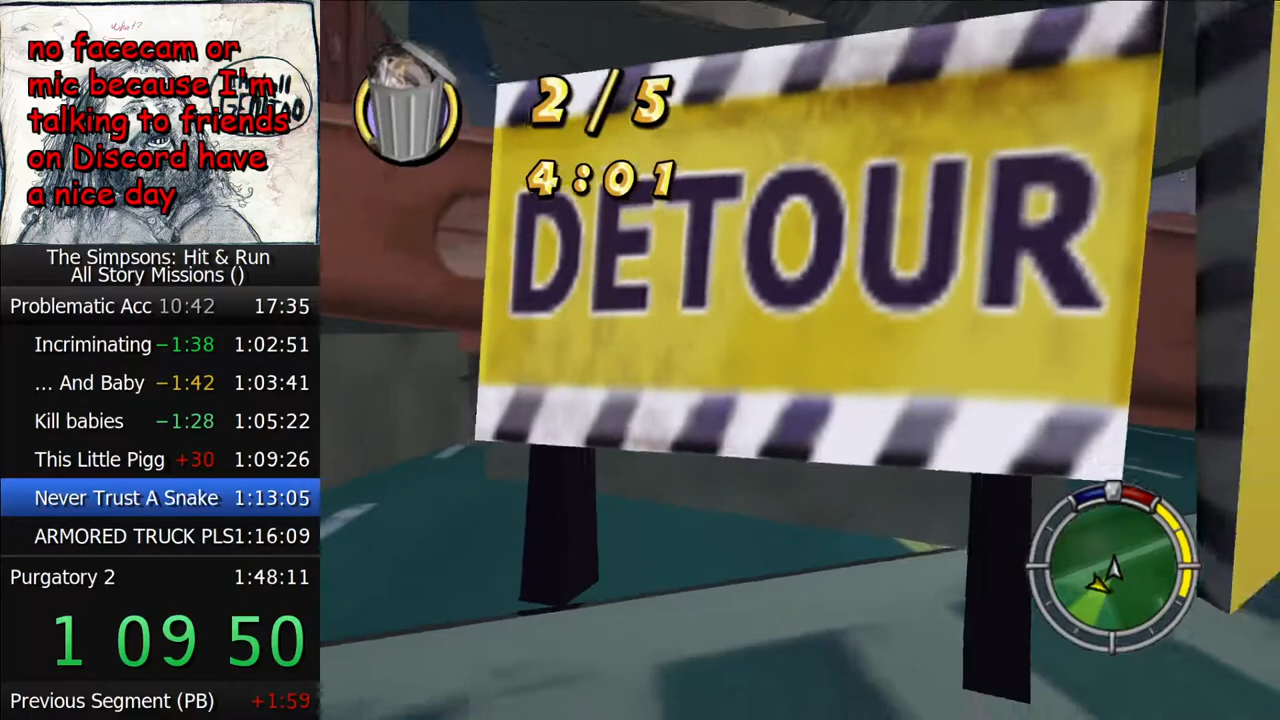 what?
no facecam or
mic because I'm
talking to friends
on Discord have
a nice day
The Simpsons: Hit & Run
All Story Missions ()
Problematic Acc 10:42 17:35
Incriminating −1:38 1:02:51
... And Baby −1:42 1:03:41
Kill babies −1:28 1:05:22
This Little Pigg +30 1:09:26
Never Trust A Snake 1:13:05
ARMORED TRUCK PLS 1:16:09
Purgatory 2 1:48:11
1 09 50
Previous Segment (PB) +1:59
2 / 5
4:01
DETOUR